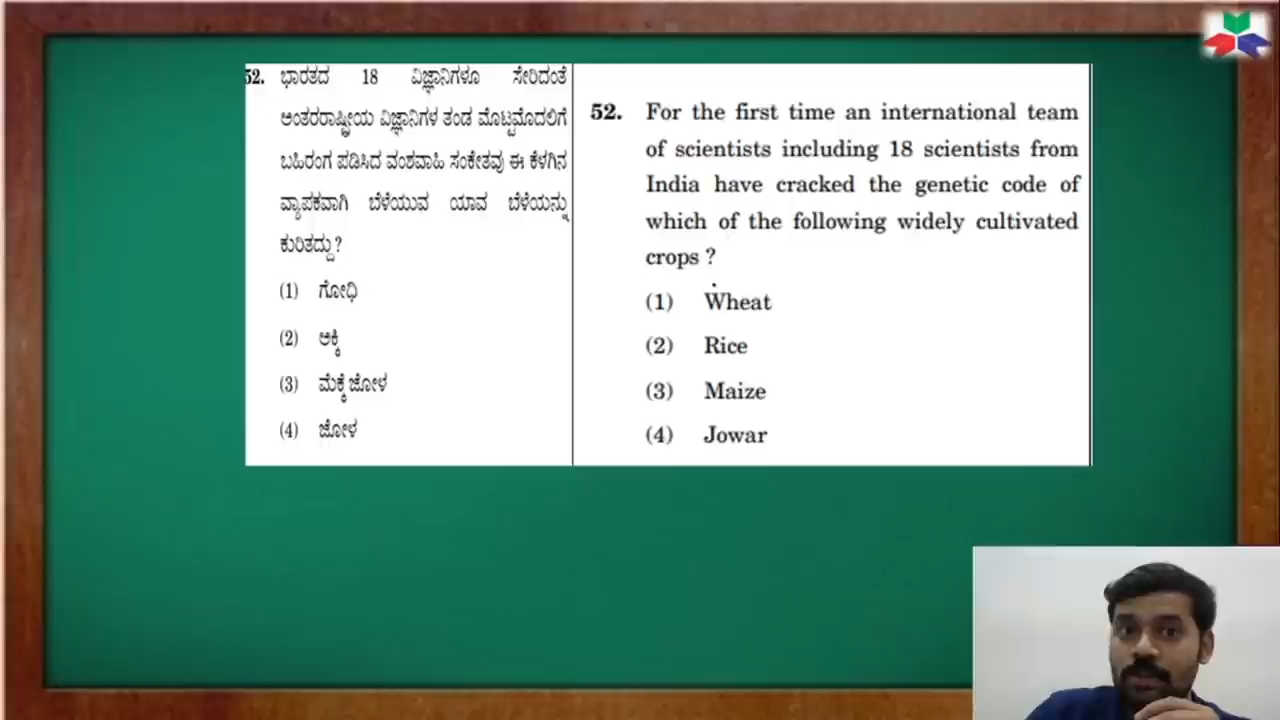 52. ಭಾರತದ 18 ವಿಜ್ಞಾನಿಗಳೂ ಸೇರಿದಂತೆ
ಅಂತರರಾಷ್ಟ್ರೀಯ ವಿಜ್ಞಾನಿಗಳ ತಂಡ ಮೊಟ್ಟಮೊದಲಿಗೆ
ಬಹಿರಂಗ ಪಡಿಸಿದ ವಂಶವಾಹಿ ಸಂಕೇತವು ಈ ಕೆಳಗಿನ
ವ್ಯಾಪಕವಾಗಿ ಬೆಳೆಯುವ ಯಾವ ಬೆಳೆಯನ್ನು
ಕುರಿತದ್ದು ?
(1) ಗೋಧಿ
(2) ಅಕ್ಕಿ
(3) ಮೆಕ್ಕೆ ಜೋಳ
(4) ಜೋಳ
52. For the first time an international team
of scientists including 18 scientists from
India have cracked the genetic code of
which of the following widely cultivated
crops ?
(1) Wheat
(2) Rice
(3) Maize
(4) Jowar